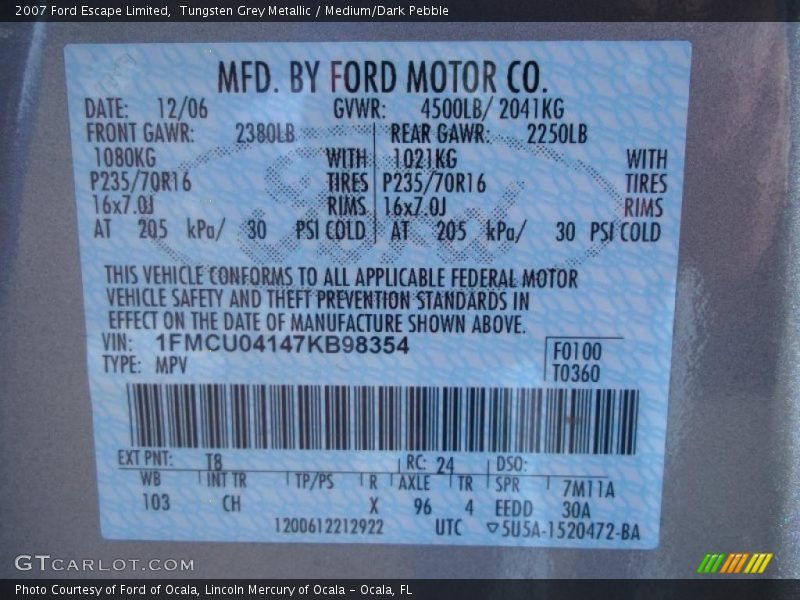 2007 Ford Escape Limited, Tungsten Grey Metallic / Medium/Dark Pebble
MFD. BY FORD MOTOR CO.
DATE: 12/06 GVWR: 4500LB/ 2041KG
FRONT GAWR: 2380LB REAR GAWR: 2250LB
1080KG WITH 1021KG WITH
P235/70R16 TIRES P235/70R16 TIRES
16x7.0J RIMS 16x7.0J RIMS
AT 205 kPa/ 30 PSI COLD AT 205 kPa/ 30 PSI COLD
THIS VEHICLE CONFORMS TO ALL APPLICABLE FEDERAL MOTOR
VEHICLE SAFETY AND THEFT PREVENTION STANDARDS IN
EFFECT ON THE DATE OF MANUFACTURE SHOWN ABOVE.
VIN: 1FMCU04147KB98354 F0100
TYPE: MPV T0360
EXT PNT: T8 RC: 24 DSO:
WB INT TR TP/PS R AXLE TR SPR 7M11A
103 CH X 96 4 EEDD 30A
1200612212922 UTC ▽5U5A-1520472-BA
GTCARLOT.COM
Photo Courtesy of Ford of Ocala, Lincoln Mercury of Ocala – Ocala, FL